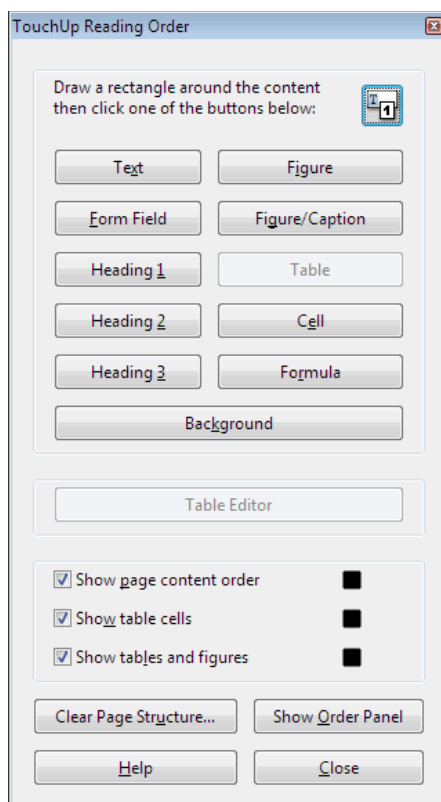 TouchUp Reading Order
Draw a rectangle around the content
then click one of the buttons below:
1
Text
Figure
Form Field
Figure/Caption
Heading 1
Table
Heading 2
Cell
Heading 3
Formula
Background
Table Editor
Show page content order
Show table cells
Show tables and figures
Clear Page Structure...
Show Order Panel
Help
Close